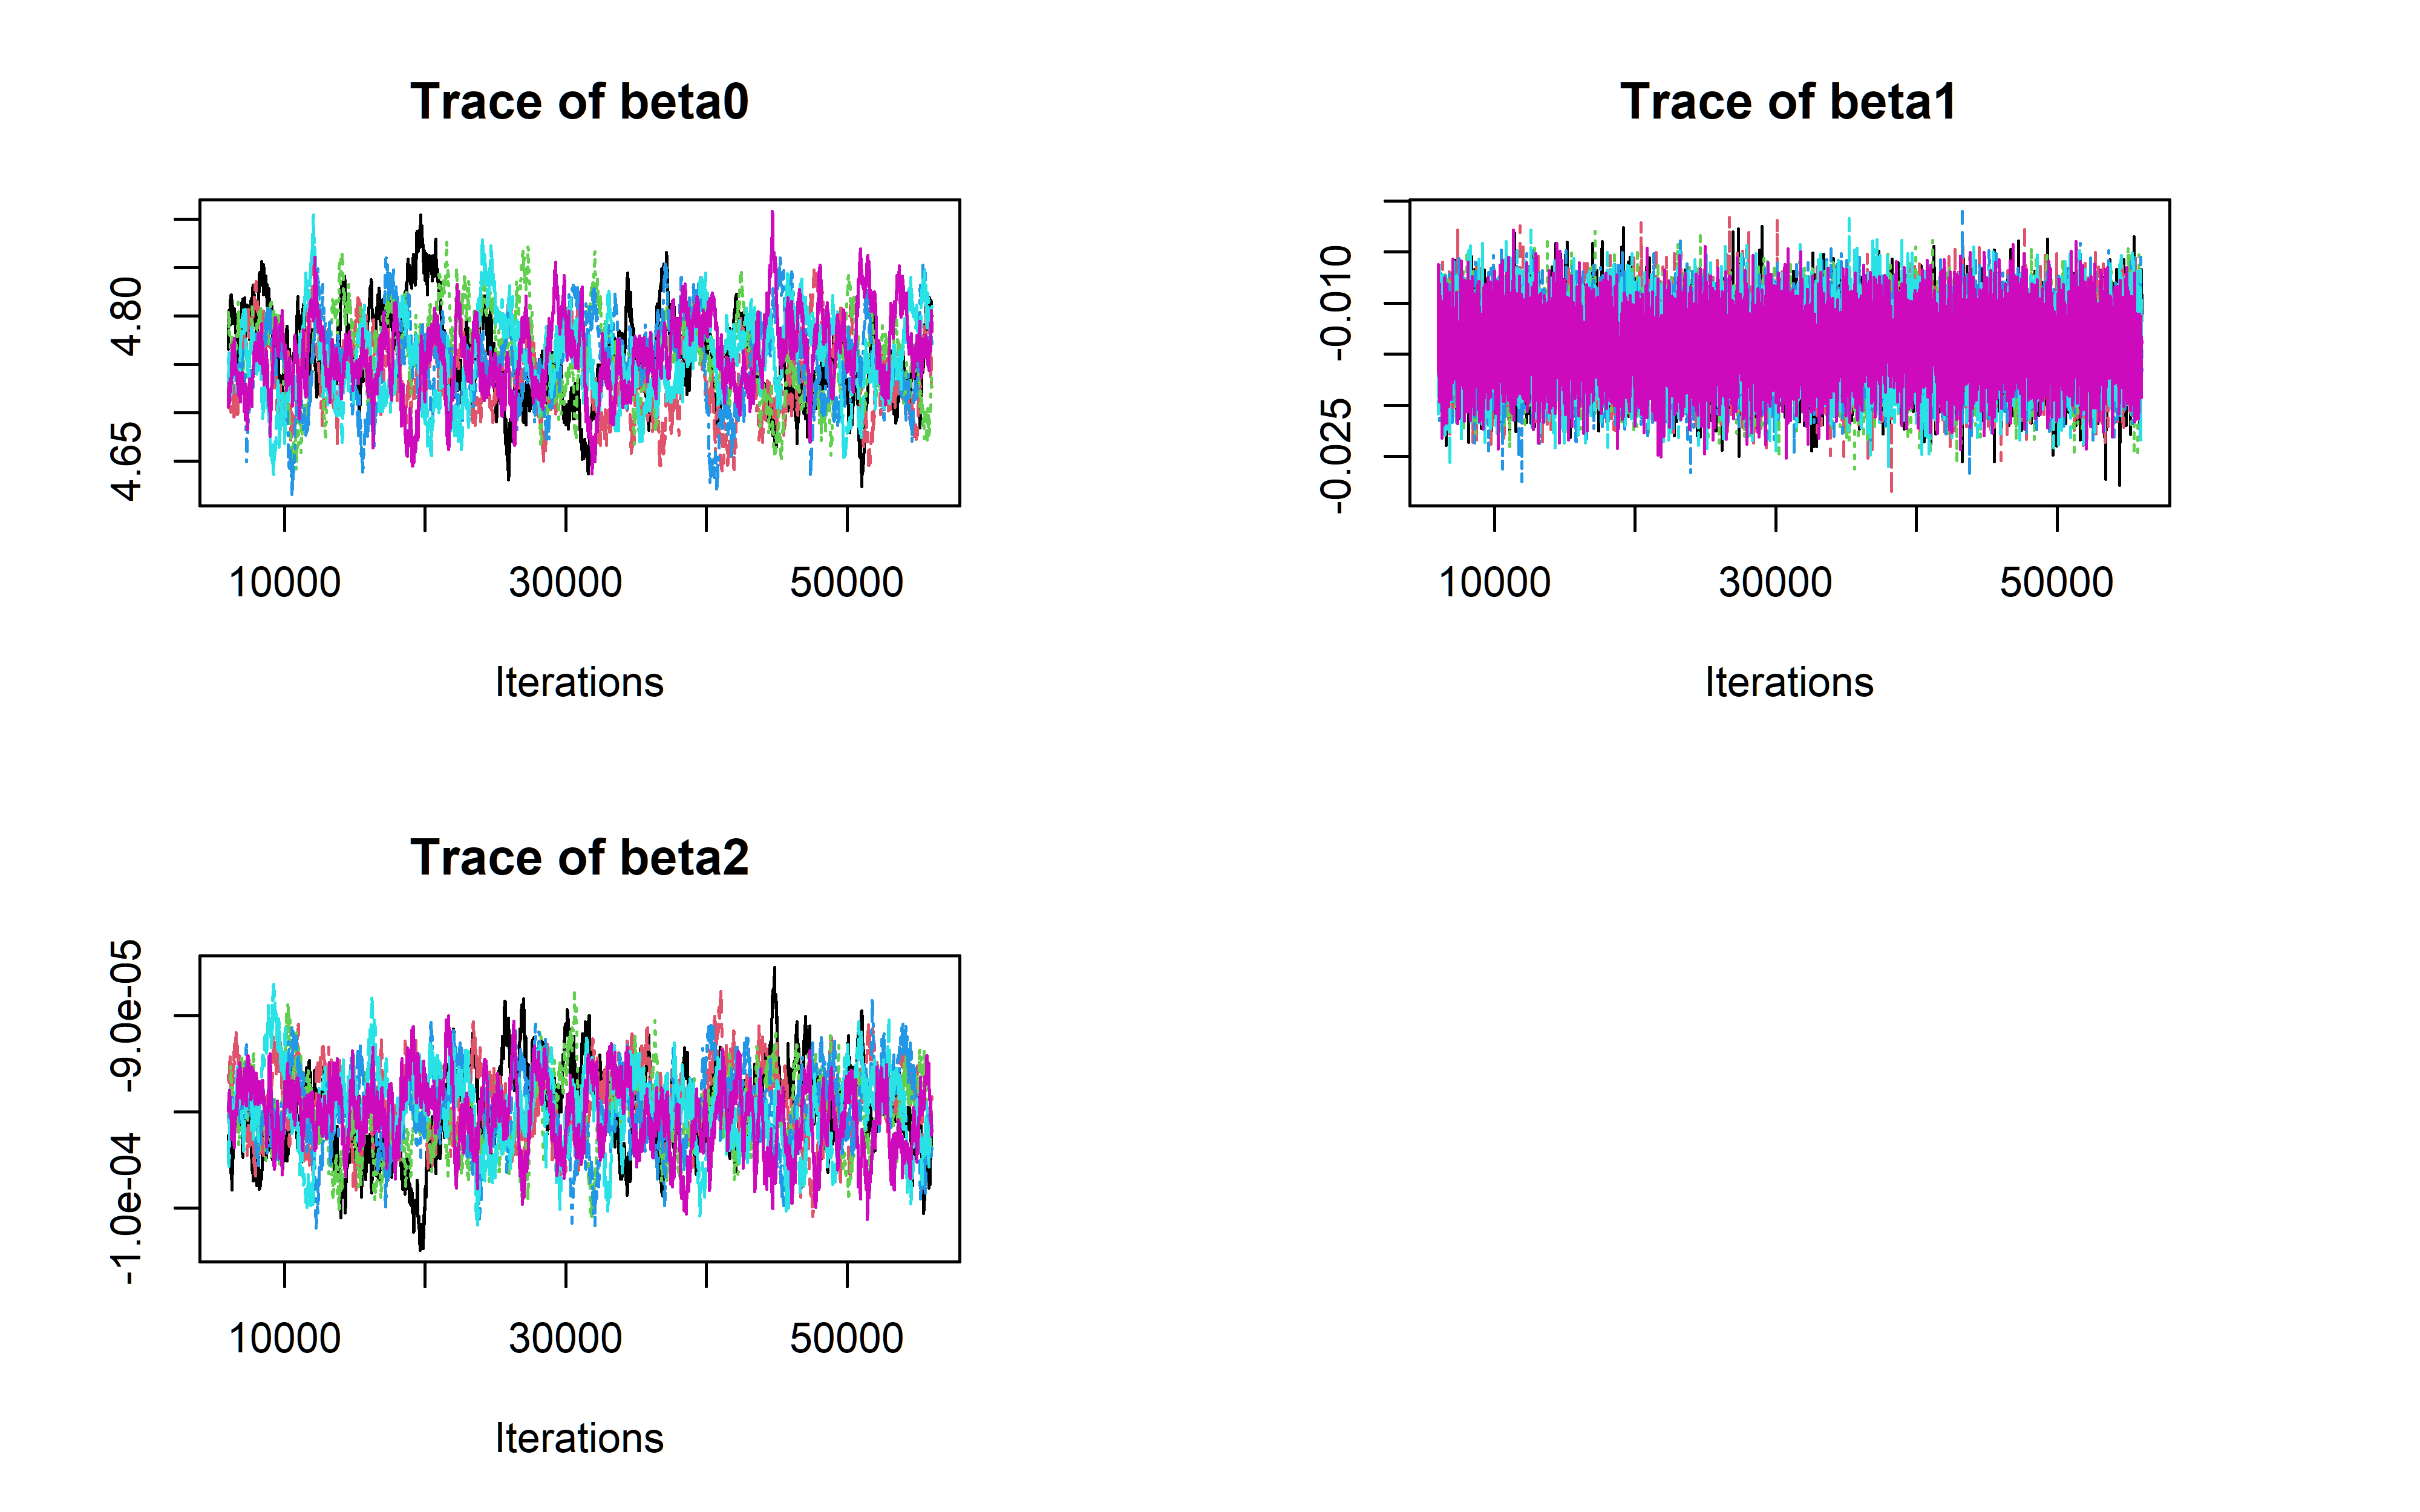 Trace of beta0
4.80
4.65
10000 30000 50000
Iterations
Trace of beta1
-0.010
-0.025
10000 30000 50000
Iterations
Trace of beta2
-9.0e-05
-1.0e-04
10000 30000 50000
Iterations